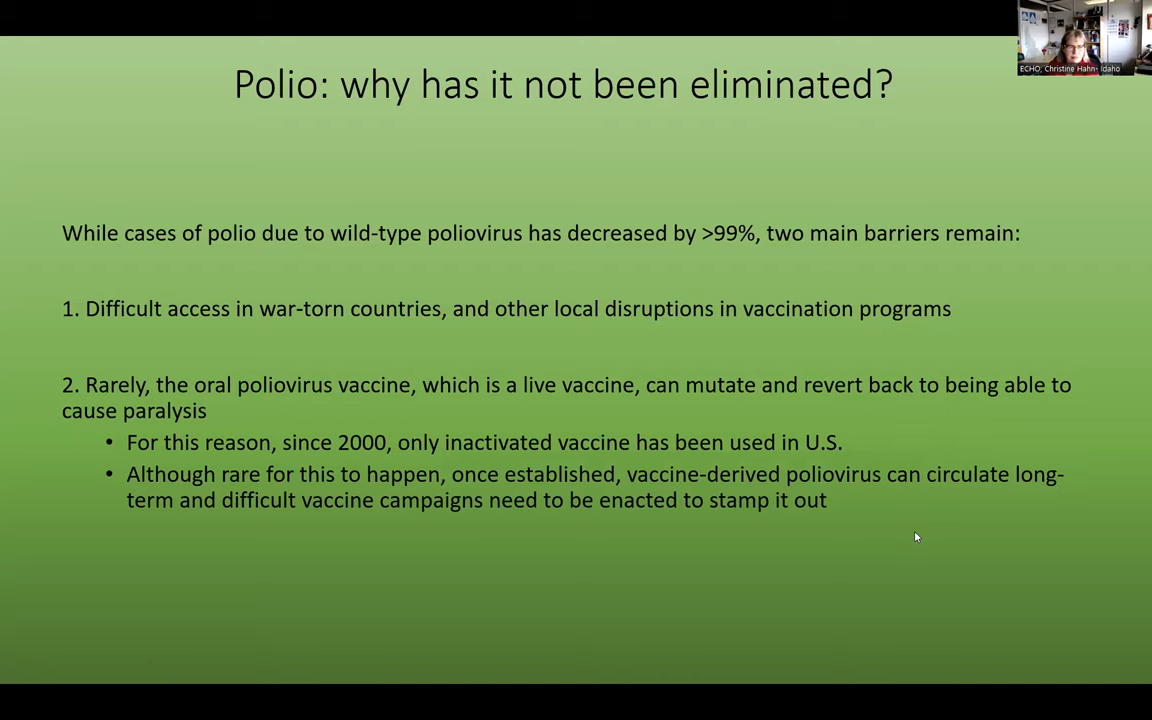 ECHO, Christine Hahn- Idaho
Polio: why has it not been eliminated?
While cases of polio due to wild-type poliovirus has decreased by >99%, two main barriers remain:
1. Difficult access in war-torn countries, and other local disruptions in vaccination programs
2. Rarely, the oral poliovirus vaccine, which is a live vaccine, can mutate and revert back to being able to
cause paralysis
• For this reason, since 2000, only inactivated vaccine has been used in U.S.
• Although rare for this to happen, once established, vaccine-derived poliovirus can circulate long-
term and difficult vaccine campaigns need to be enacted to stamp it out